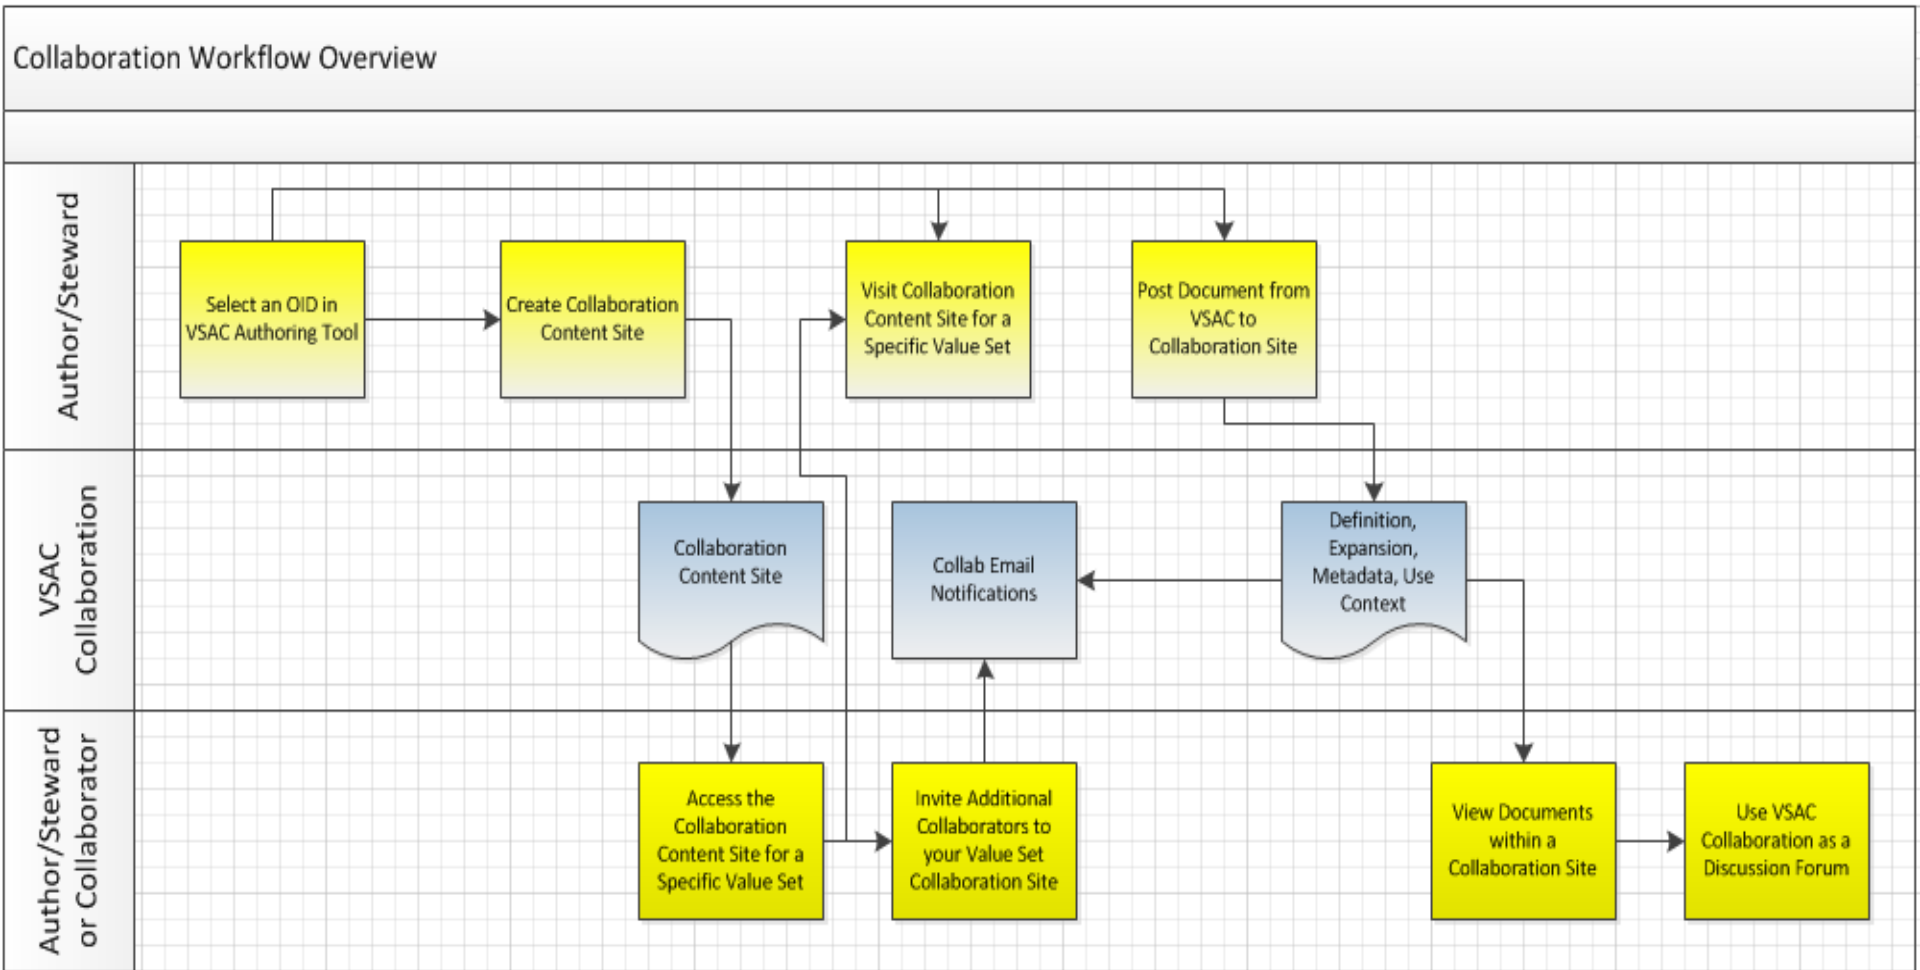 Collaboration Workflow Overview
Author/Steward
Select an OID in
VSAC Authoring Tool
Create Collaboration
Content Site
Visit Collaboration
Content Site for a
Specific Value Set
Post Document from
VSAC to
Collaboration Site
VSAC
Collaboration
Collaboration
Content Site
Collab Email
Notifications
Definition,
Expansion,
Metadata, Use
Context
Author/Steward
or Collaborator
Access the
Collaboration
Content Site for a
Specific Value Set
Invite Additional
Collaborators to
your Value Set
Collaboration Site
View Documents
within a
Collaboration Site
Use VSAC
Collaboration as a
Discussion Forum